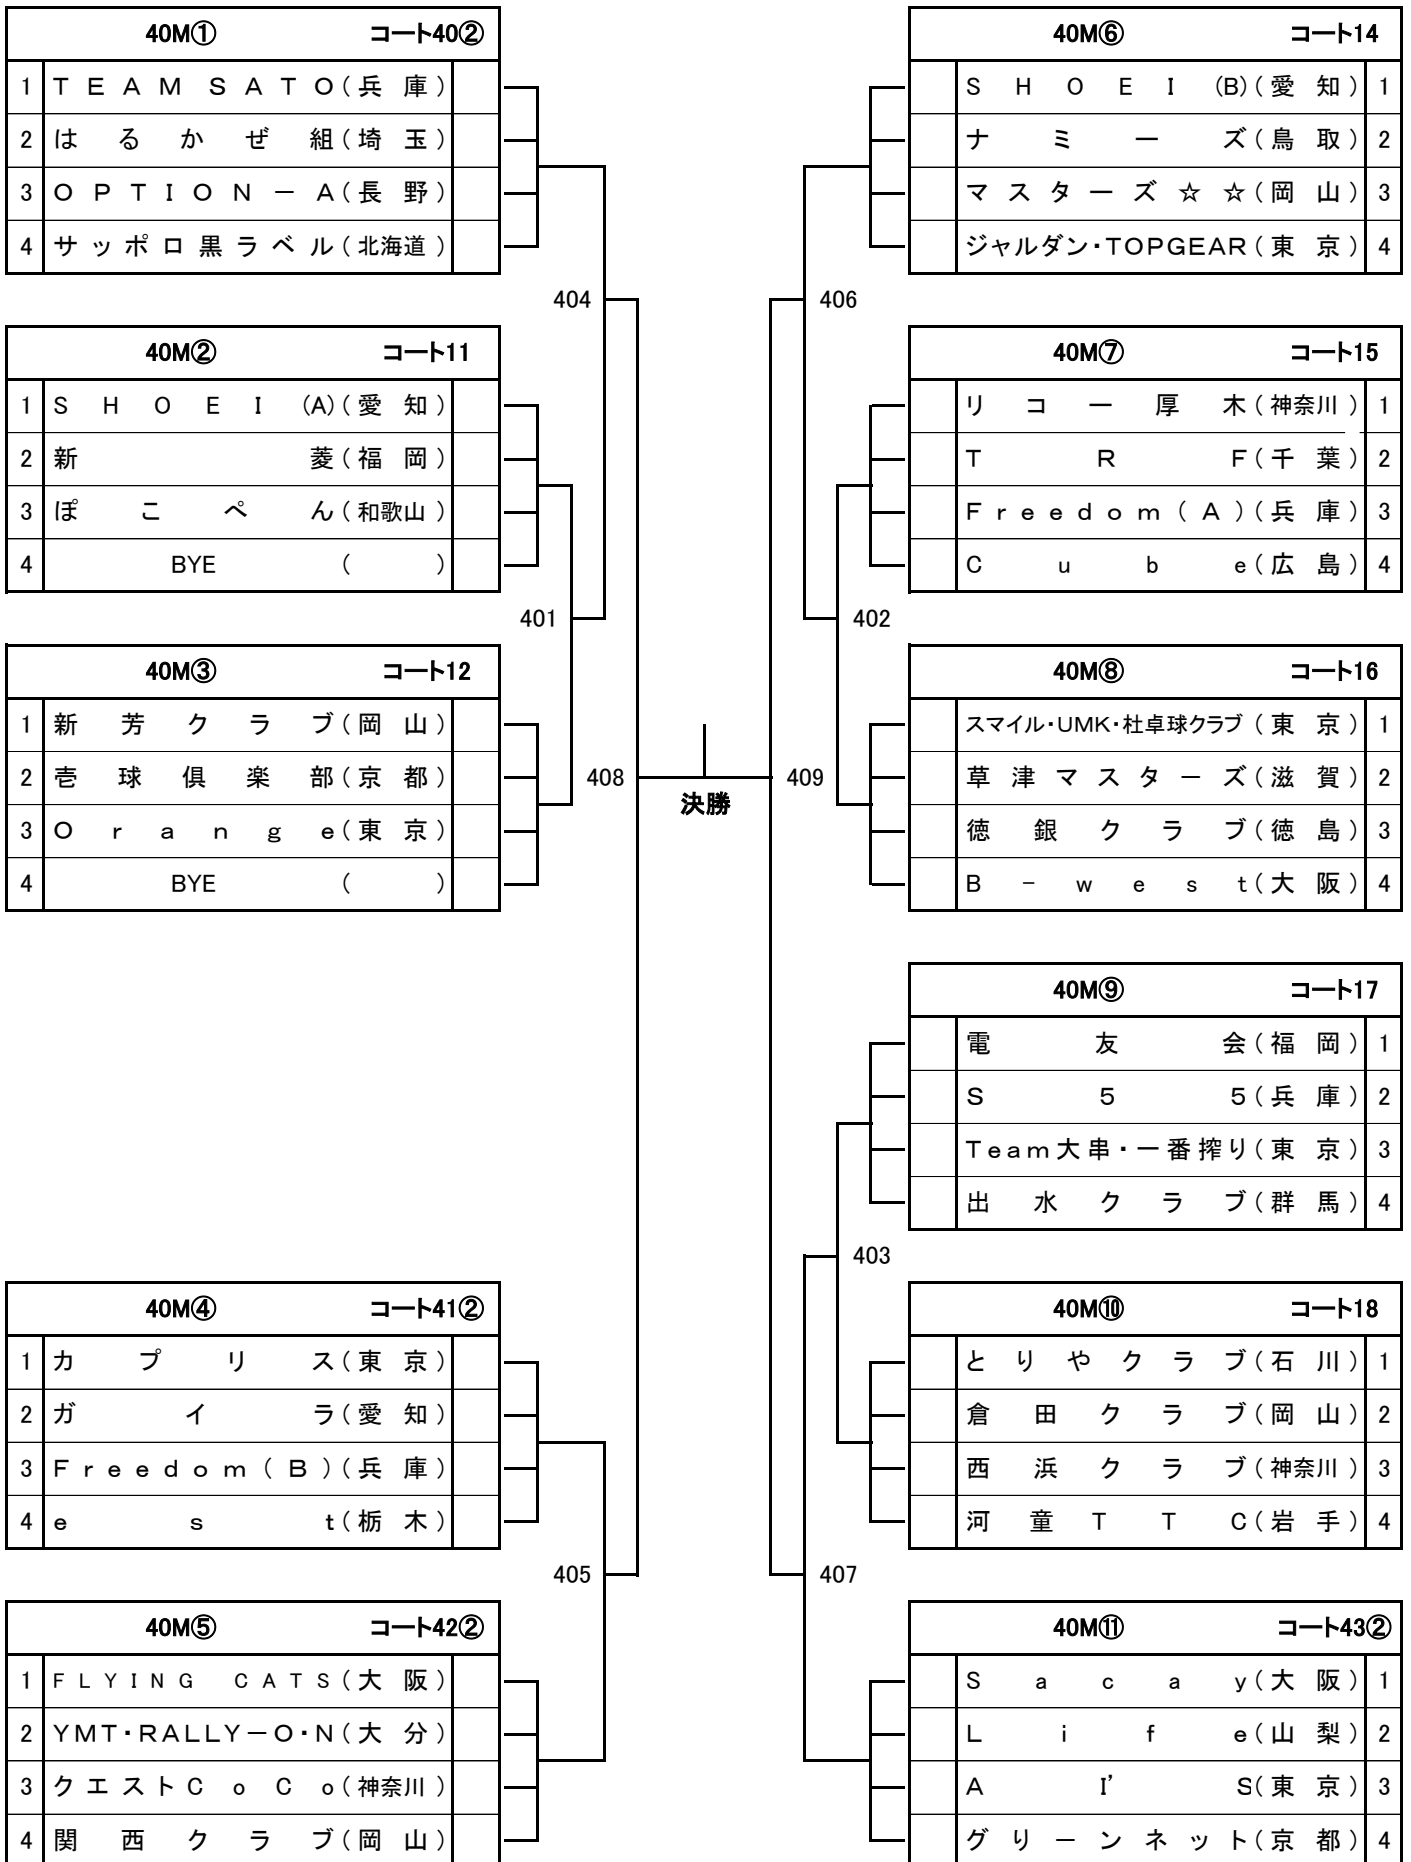 40M① コート40②
1 TEAM SATO(兵庫)
2 はるかぜ組(埼玉)
3 OPTION－A(長野)
4 サッポロ黒ラベル(北海道)
404
40M② コート11
1 SHOEI(A)(愛知)
2 新菱(福岡)
3 ぽこぺん(和歌山)
4 BYE( )
401
40M③ コート12
1 新芳クラブ(岡山)
2 壱球倶楽部(京都)
3 Orange(東京)
4 BYE( )
408
40M④ コート41②
1 カプリス(東京)
2 ガイラ(愛知)
3 Freedom(B)(兵庫)
4 est(栃木)
405
40M⑤ コート42②
1 FLYING CATS(大阪)
2 YMT・RALLY－O・N(大分)
3 クエストCoCo(神奈川)
4 関西クラブ(岡山)
決勝
40M⑥ コート14
SHOEI(B)(愛知) 1
ナミーズ(鳥取) 2
マスターズ☆☆(岡山) 3
ジャルダン・TOPGEAR(東京) 4
406
40M⑦ コート15
リコー厚木(神奈川) 1
TRF(千葉) 2
Freedom(A)(兵庫) 3
Cube(広島) 4
402
40M⑧ コート16
スマイル・UMK・杜卓球クラブ(東京) 1
草津マスターズ(滋賀) 2
徳銀クラブ(徳島) 3
B-west(大阪) 4
409
40M⑨ コート17
電友会(福岡) 1
S55(兵庫) 2
Team大串・一番搾り(東京) 3
出水クラブ(群馬) 4
403
40M⑩ コート18
とりやクラブ(石川) 1
倉田クラブ(岡山) 2
西浜クラブ(神奈川) 3
河童TTC(岩手) 4
407
40M⑪ コート43②
Sacay(大阪) 1
Life(山梨) 2
AI'S(東京) 3
グリーンネット(京都) 4